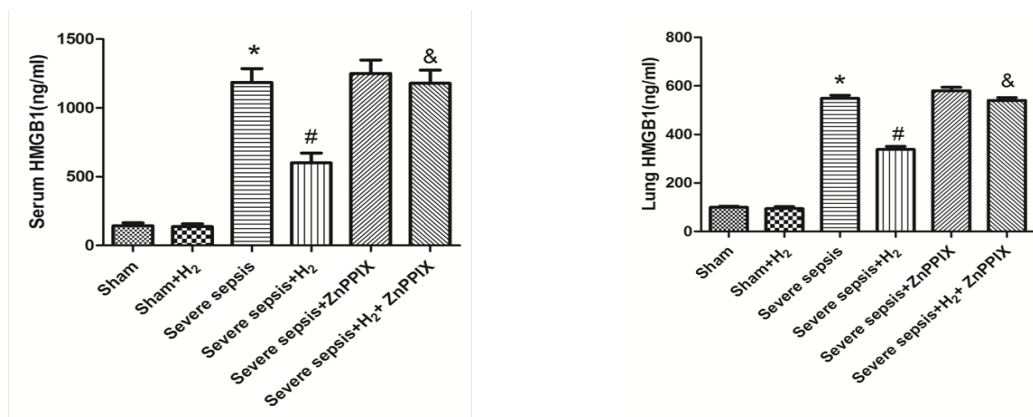 Serum HMGB1(ng/ml)
1500
1000
500
0
*
#
&
Sham
Sham+H₂
Severe sepsis
Severe sepsis+H₂
Severe sepsis+ZnPPIX
Severe sepsis+H₂+ ZnPPIX
Lung HMGB1(ng/ml)
800
600
400
200
0
*
#
&
Sham
Sham+H₂
Severe sepsis
Severe sepsis+H₂
Severe sepsis+ZnPPIX
Severe sepsis+H₂+ ZnPPIX